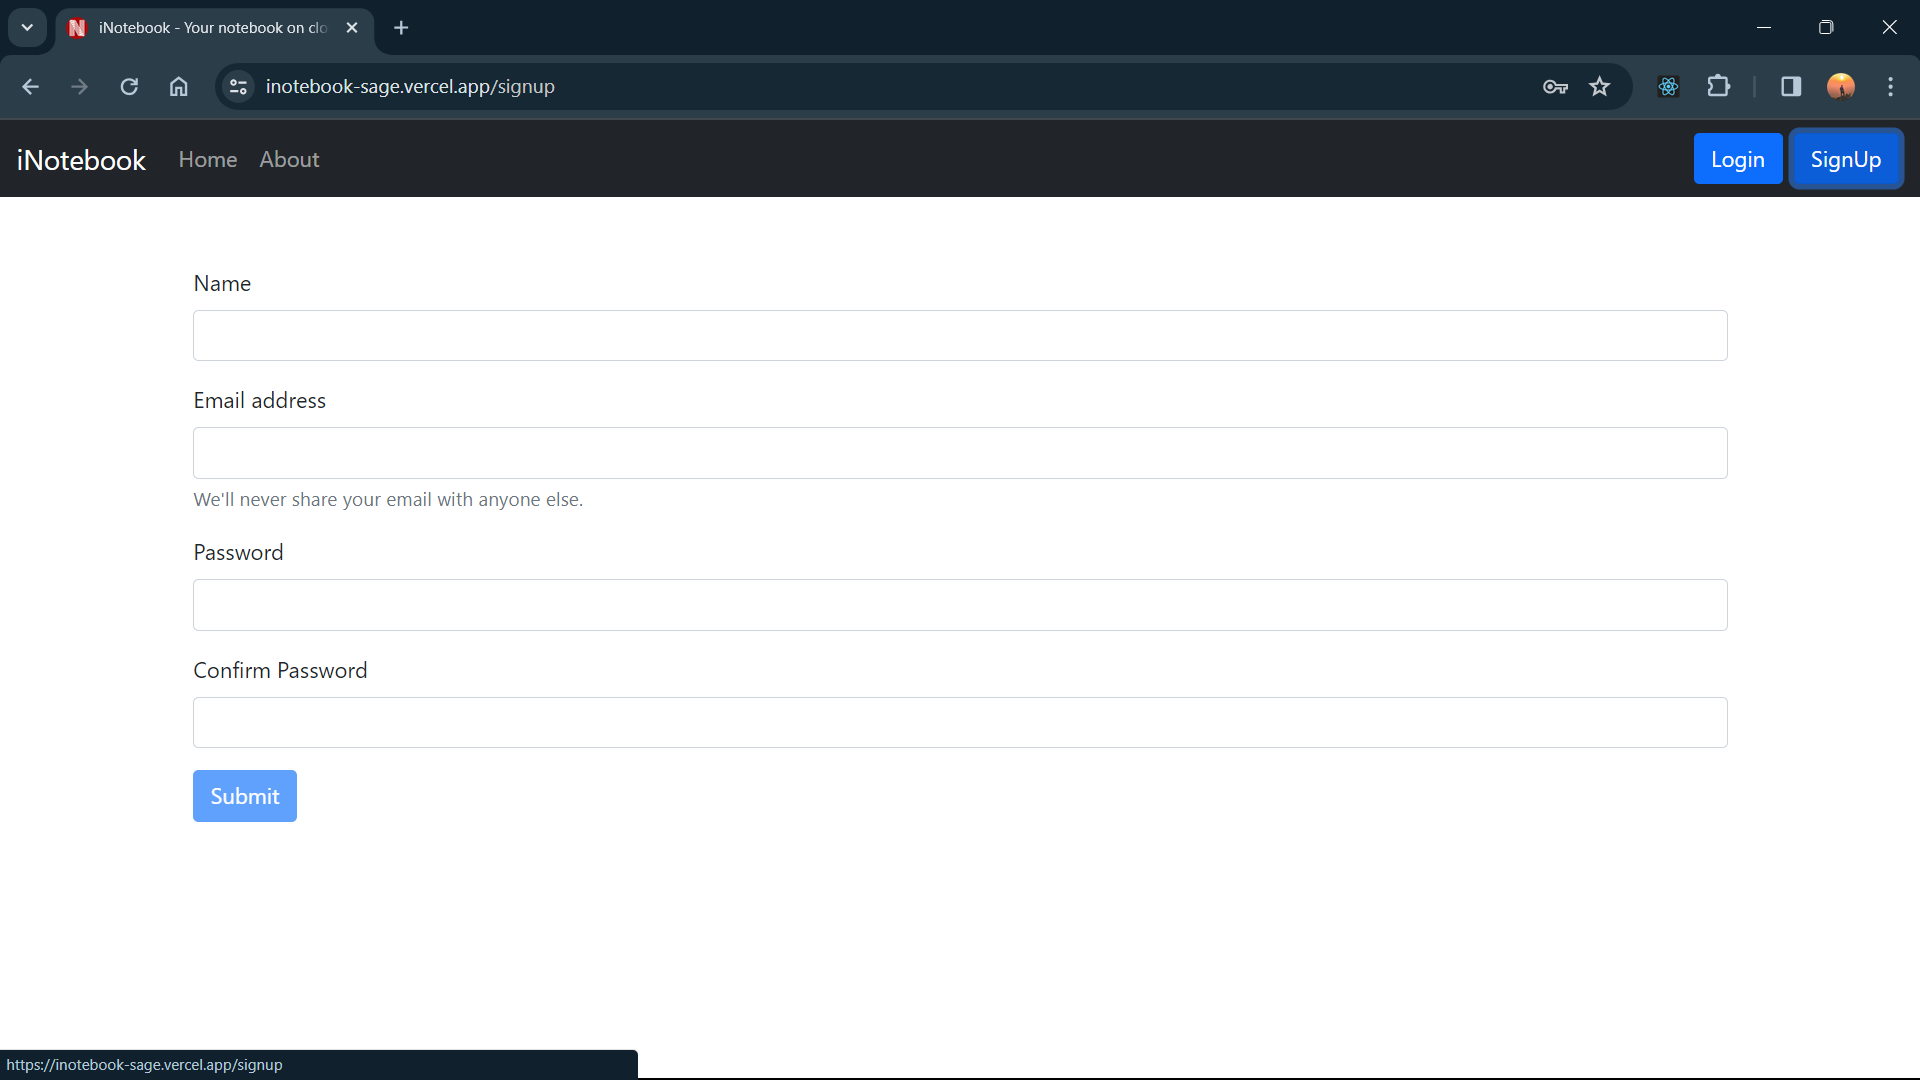 iNotebook - Your notebook on clo
inotebook-sage.vercel.app/signup
iNotebook Home About Login SignUp
Name
Email address
We'll never share your email with anyone else.
Password
Confirm Password
Submit
https://inotebook-sage.vercel.app/signup